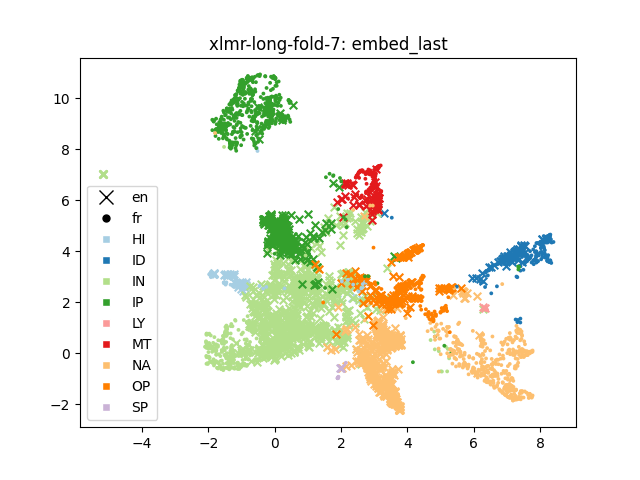 xlmr-long-fold-7: embed_last
10
8
6
4
2
0
−2
−4
−2
0
2
4
6
8
en
fr
HI
ID
IN
IP
LY
MT
NA
OP
SP